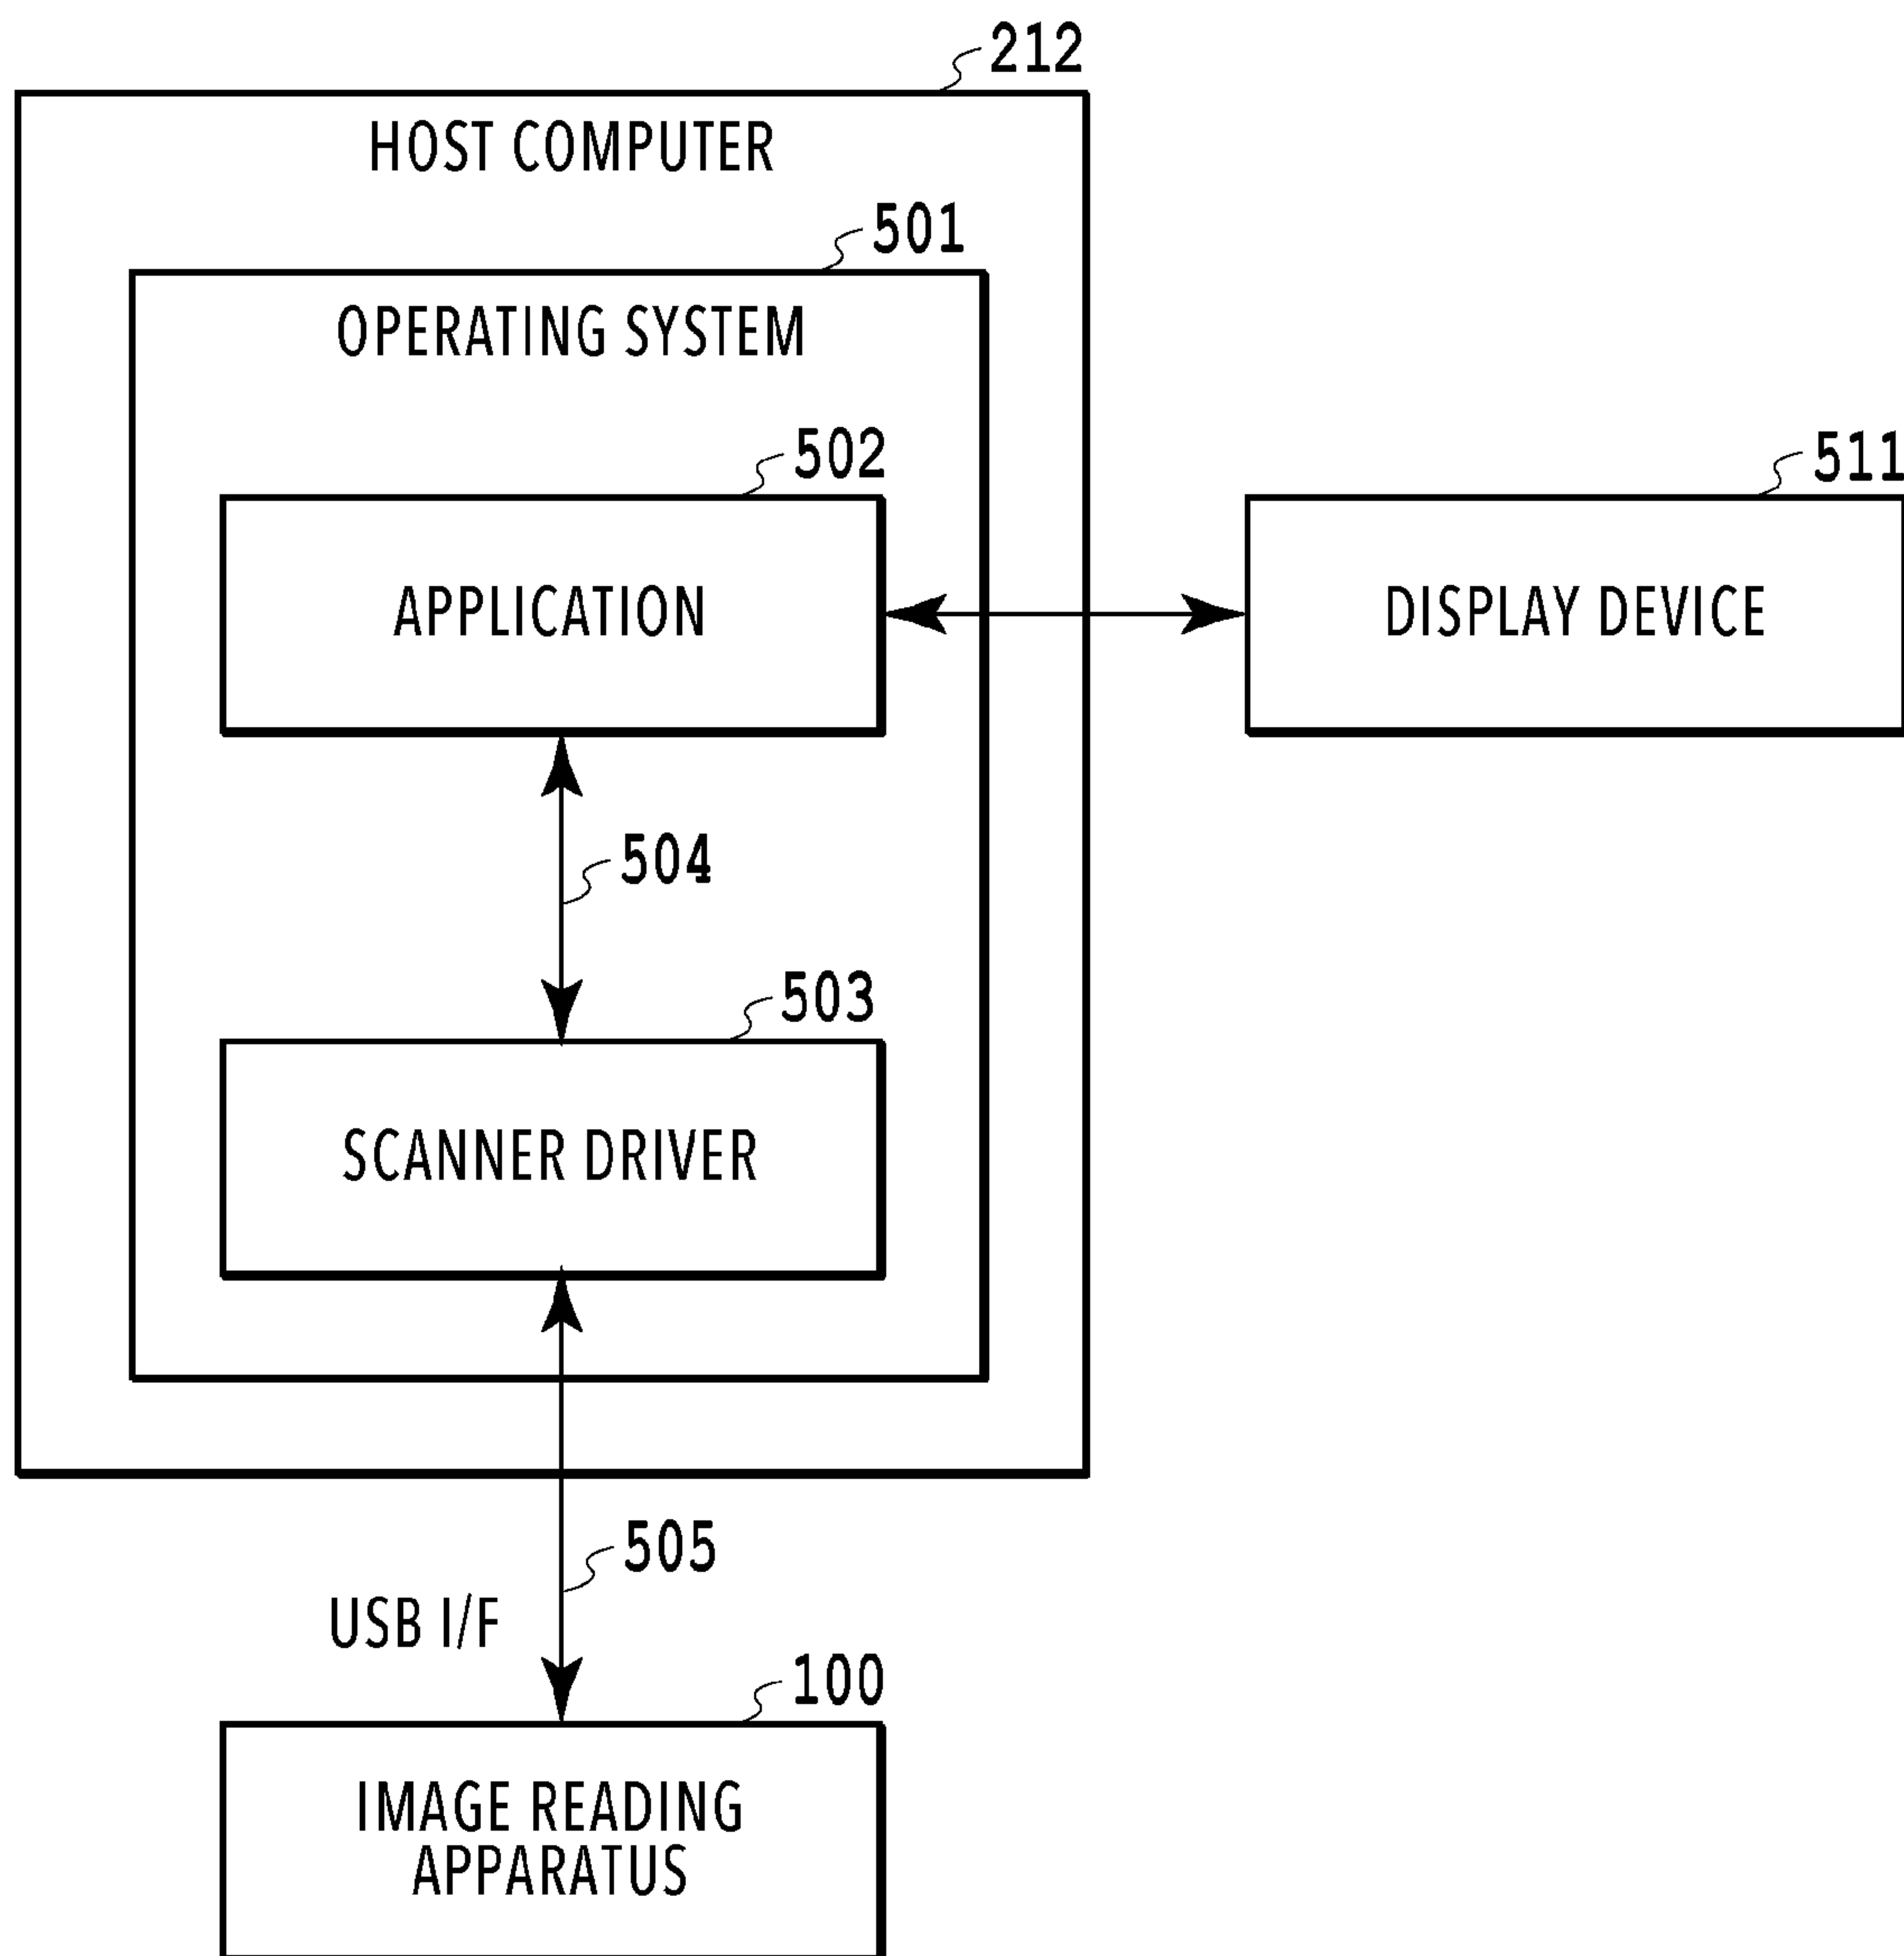 212
HOST COMPUTER
501
OPERATING SYSTEM
502
APPLICATION
511
DISPLAY DEVICE
504
503
SCANNER DRIVER
505
USB I/F
100
IMAGE READING
APPARATUS